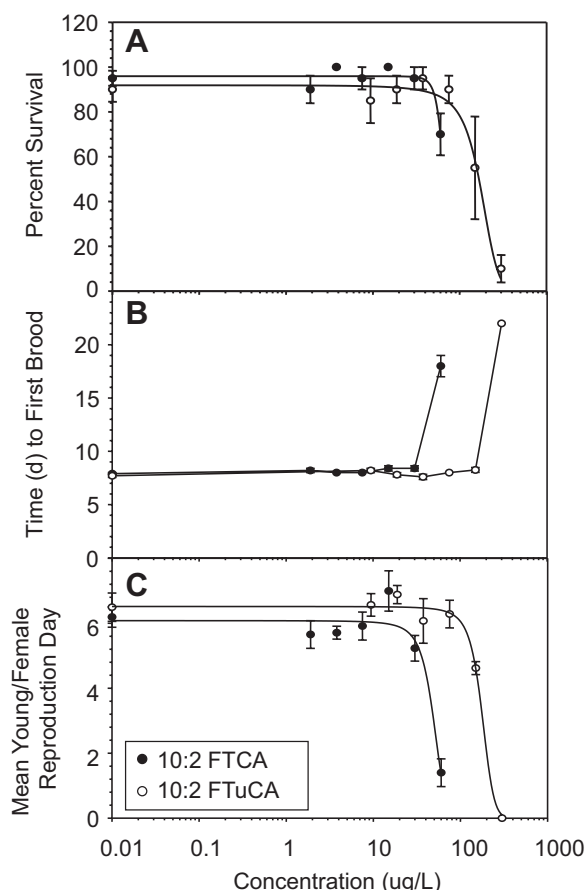 A
Percent Survival
120
100
80
60
40
20
0
B
Time (d) to First Brood
20
15
10
5
0
C
Mean Young/Female
Reproduction Day
6
4
2
0
10:2 FTCA
10:2 FTuCA
0.01 0.1 1 10 100 1000
Concentration (ug/L)